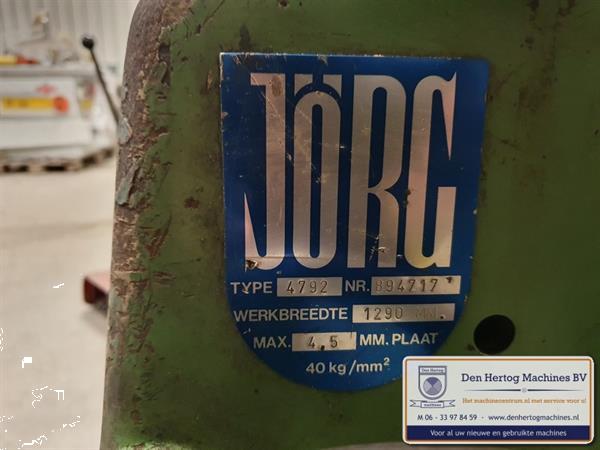 JÖRG
TYPE 4792 NR. 894717
WERKBREEDTE 1290 MM.
MAX. 4.5 MM. PLAAT
40 kg/mm²
Den Hertog
Den Hertog Machines BV
Het machinecentrum.nl met service voor u!
M 06 - 33 97 84 59 - www.denhertogmachines.nl
Voor al uw nieuwe en gebruikte machines